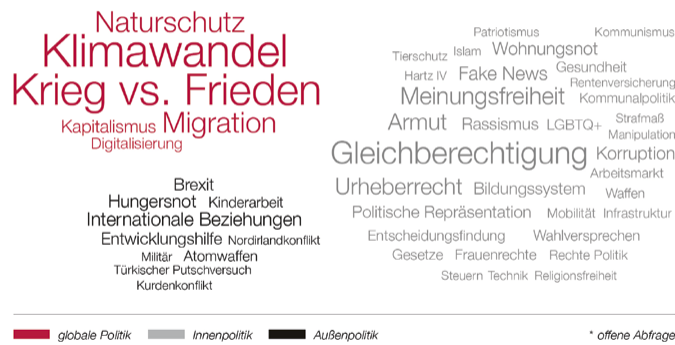 Naturschutz
Klimawandel
Krieg vs. Frieden
Kapitalismus Migration
Digitalisierung
Brexit
Hungersnot Kinderarbeit
Internationale Beziehungen
Entwicklungshilfe Nordirlandkonflikt
Militär Atomwaffen
Türkischer Putschversuch
Kurdenkonflikt
Patriotismus Kommunismus
Tierschutz Islam Wohnungsnot
Hartz IV Fake News Gesundheit
Rentenversicherung
Meinungsfreiheit Kommunalpolitik
Armut Rassismus LGBTQ+ Strafmaß
Manipulation
Gleichberechtigung Korruption
Arbeitsmarkt
Urheberrecht Bildungssystem Waffen
Politische Repräsentation Mobilität Infrastruktur
Entscheidungsfindung Wahlversprechen
Gesetze Frauenrechte Rechte Politik
Steuern Technik Religionsfreiheit
globale Politik Innenpolitik Außenpolitik * offene Abfrage